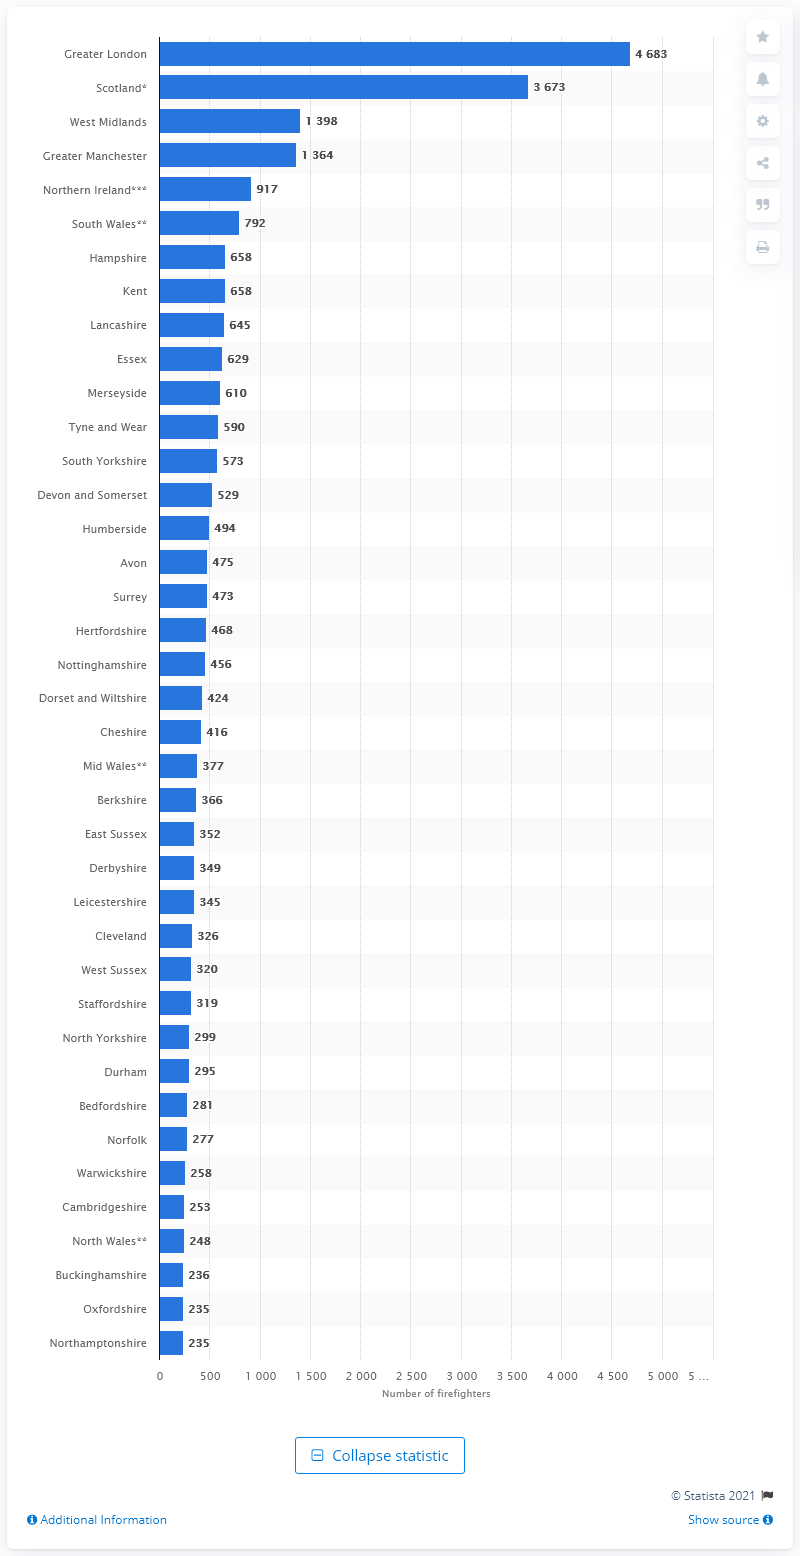 Greater London 4 683
Scotland* 3 673
West Midlands 1 398
Greater Manchester 1 364
Northern Ireland*** 917
South Wales** 792
Hampshire 658
Kent 658
Lancashire 645
Essex 629
Merseyside 610
Tyne and Wear 590
South Yorkshire 573
Devon and Somerset 529
Humberside 494
Avon 475
Surrey 473
Hertfordshire 468
Nottinghamshire 456
Dorset and Wiltshire 424
Cheshire 416
Mid Wales** 377
Berkshire 366
East Sussex 352
Derbyshire 349
Leicestershire 345
Cleveland 326
West Sussex 320
Staffordshire 319
North Yorkshire 299
Durham 295
Bedfordshire 281
Norfolk 277
Warwickshire 258
Cambridgeshire 253
North Wales** 248
Buckinghamshire 236
Oxfordshire 235
Northamptonshire 235
0 500 1 000 1 500 2 000 2 500 3 000 3 500 4 000 4 500 5 000 5 ...
Number of firefighters
Collapse statistic
© Statista 2021
Additional Information Show source